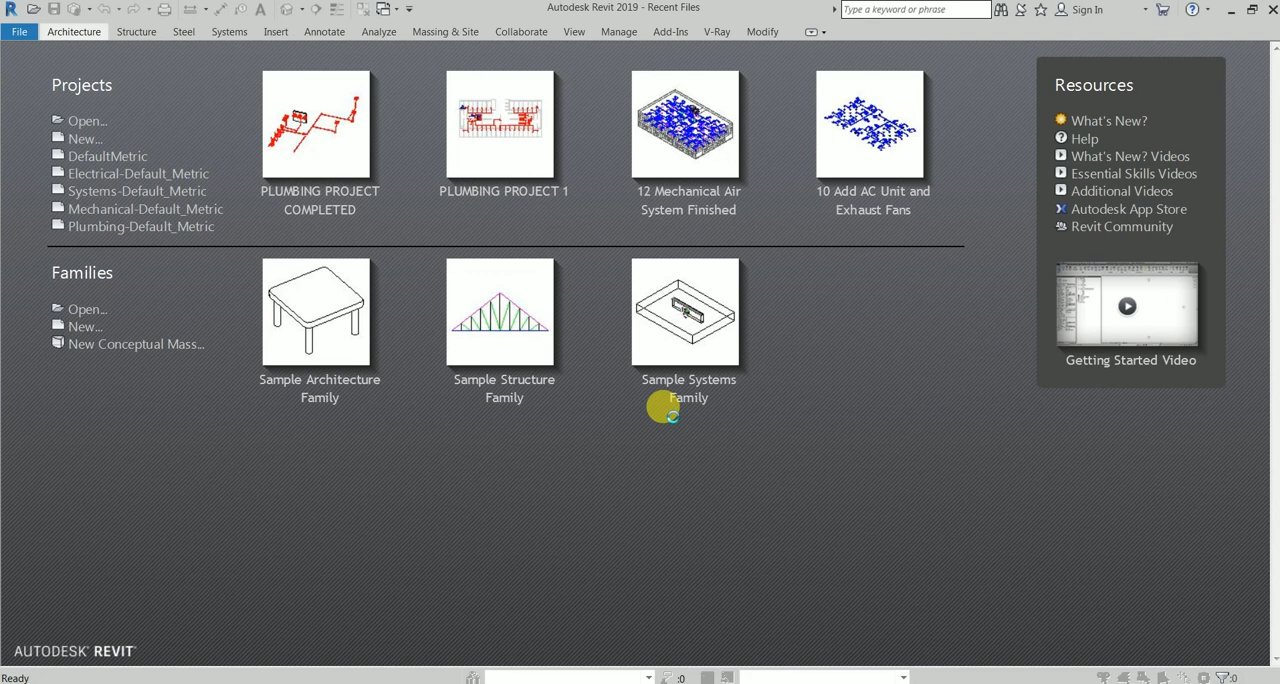 Autodesk Revit 2019 - Recent Files
Type a keyword or phrase
Sign In
File Architecture Structure Steel Systems Insert Annotate Analyze Massing & Site Collaborate View Manage Add-Ins V-Ray Modify
Projects
Open...
New...
DefaultMetric
Electrical-Default_Metric
Systems-Default_Metric
Mechanical-Default_Metric
Plumbing-Default_Metric
PLUMBING PROJECT
COMPLETED
PLUMBING PROJECT 1
12 Mechanical Air
System Finished
10 Add AC Unit and
Exhaust Fans
Families
Open...
New...
New Conceptual Mass...
Sample Architecture
Family
Sample Structure
Family
Sample Systems
Family
Resources
What's New?
Help
What's New? Videos
Essential Skills Videos
Additional Videos
Autodesk App Store
Revit Community
Getting Started Video
AUTODESK® REVIT®
Ready
:0
:0